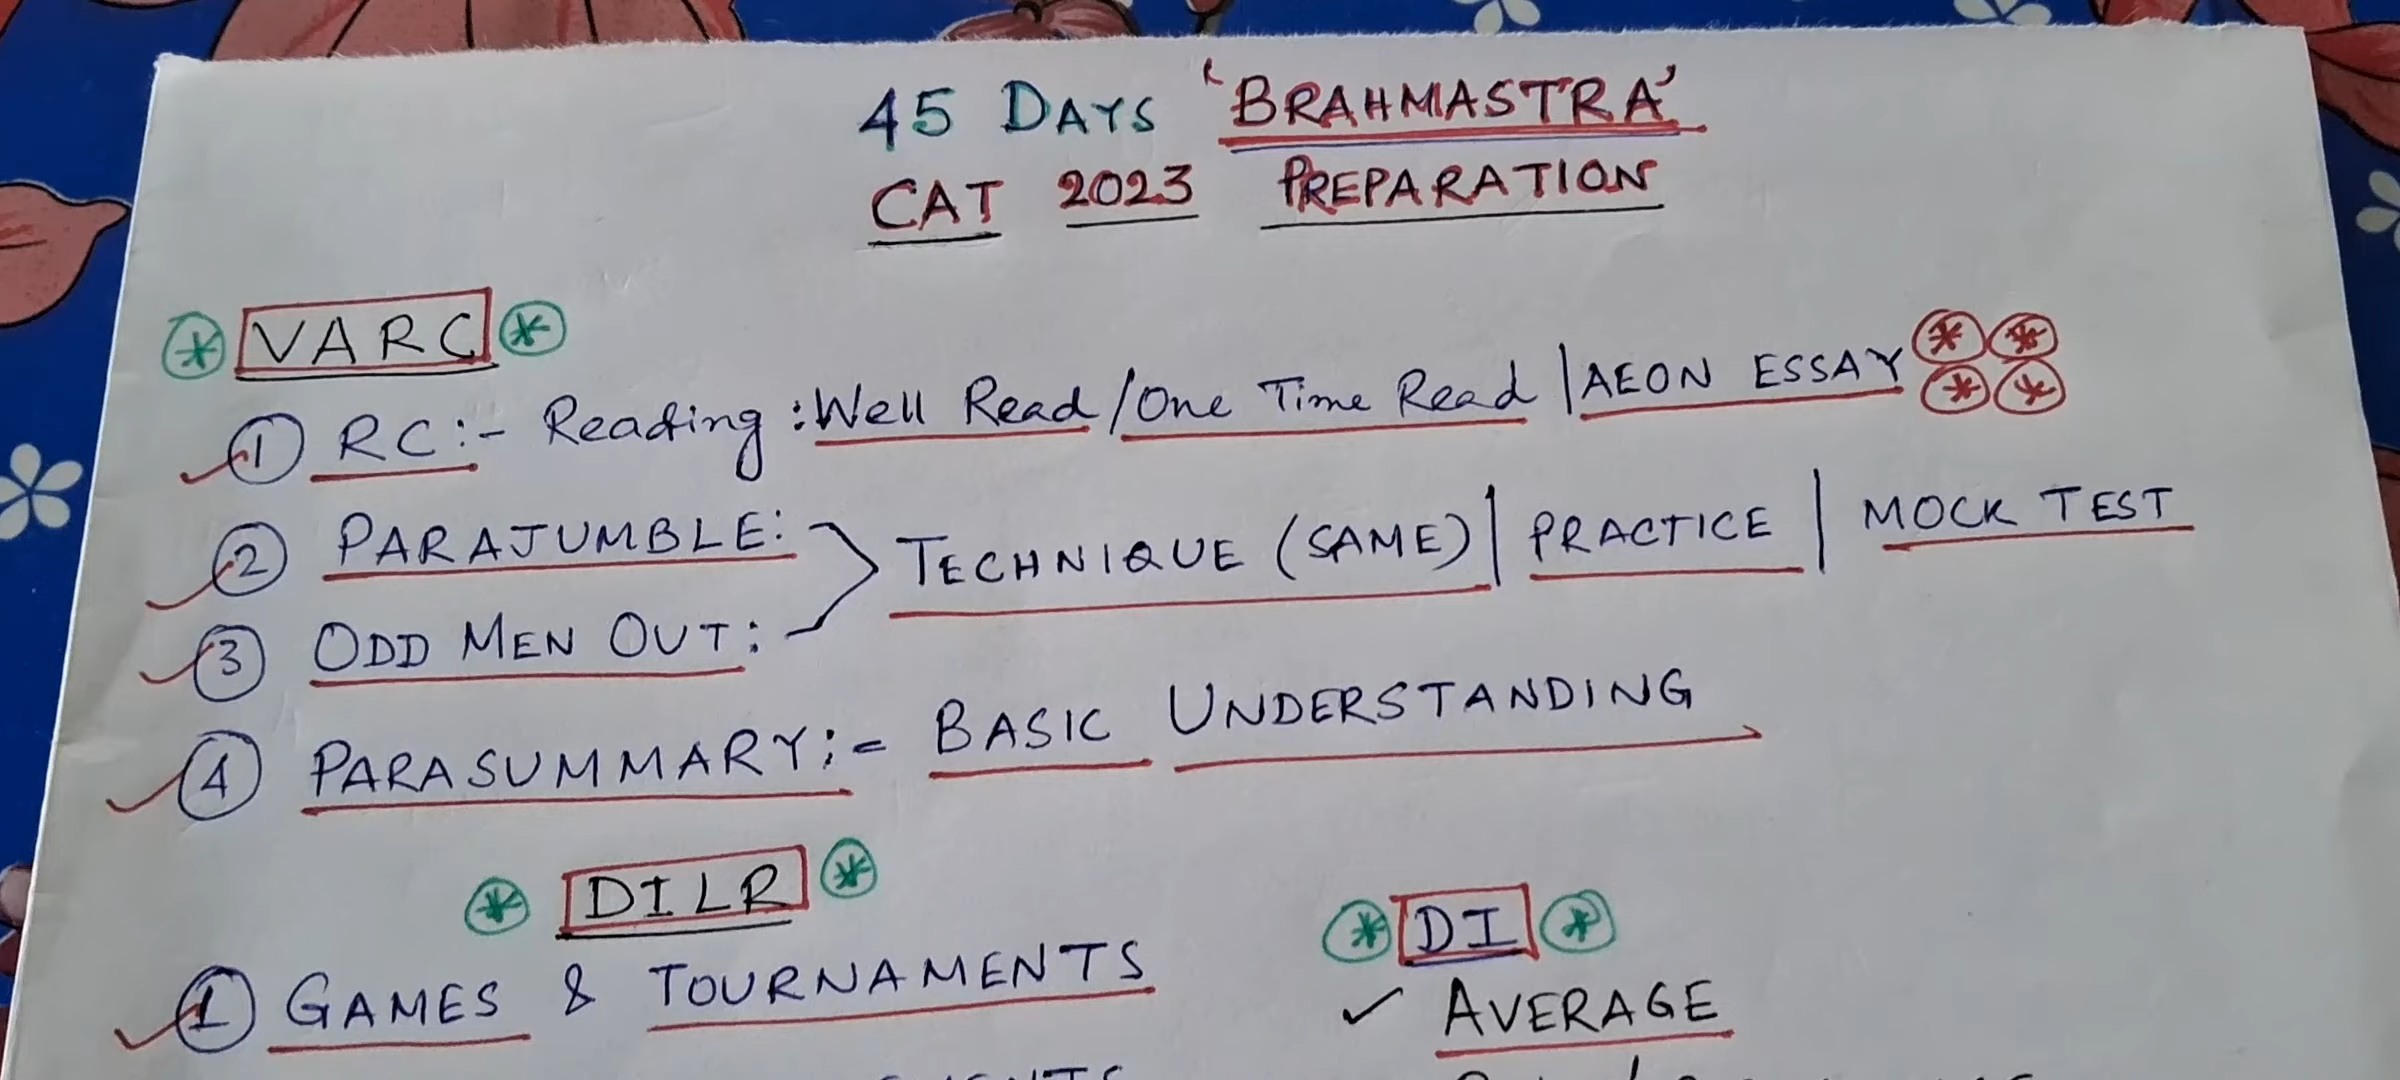 45 DAYS 'BRAHMASTRA'
CAT 2023 PREPARATION
* VARC *
① RC:- Reading: Well Read / One Time Read | AEON ESSAY * * * *
② PARAJUMBLE:
TECHNIQUE (SAME) | PRACTICE | MOCK TEST
③ ODD MEN OUT:
④ PARASUMMARY:- BASIC UNDERSTANDING
* DILR *
① GAMES & TOURNAMENTS
* DI *
✓ AVERAGE